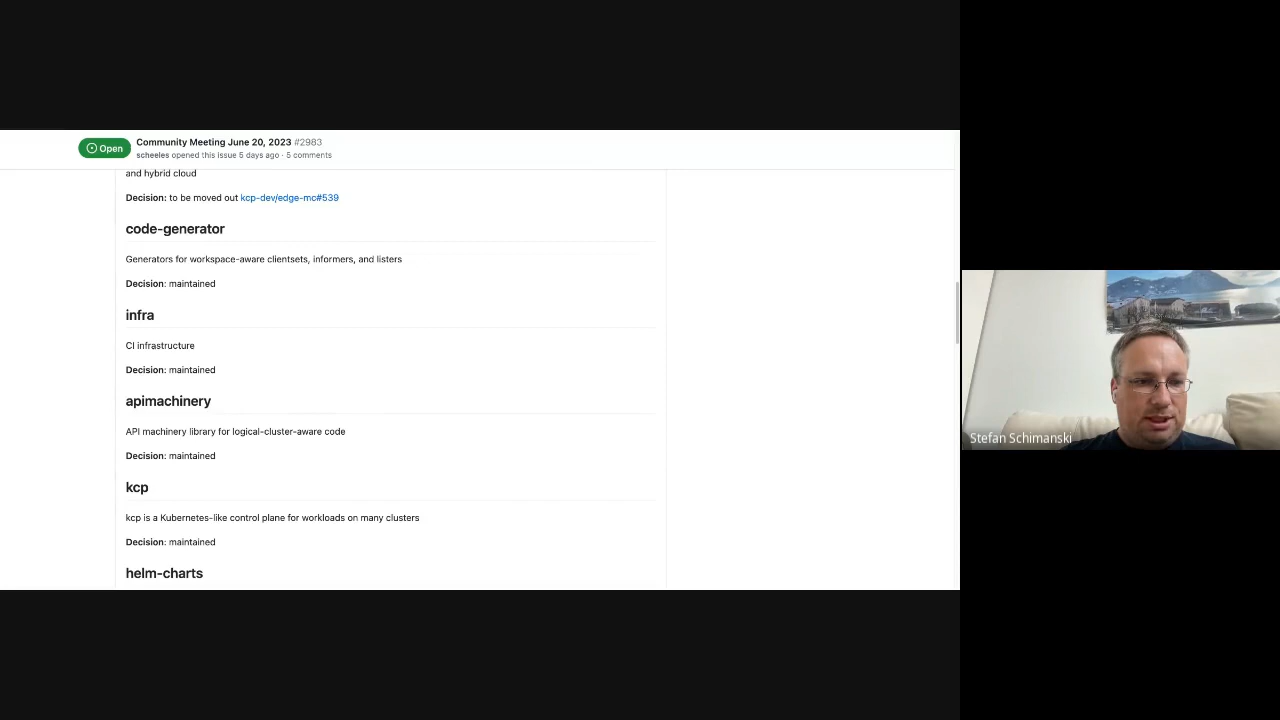 Open
Community Meeting June 20, 2023 #2983
scheeles opened this issue 5 days ago · 5 comments
and hybrid cloud
Decision: to be moved out kcp-dev/edge-mc#539
code-generator
Generators for workspace-aware clientsets, informers, and listers
Decision: maintained
infra
CI infrastructure
Decision: maintained
apimachinery
API machinery library for logical-cluster-aware code
Decision: maintained
kcp
kcp is a Kubernetes-like control plane for workloads on many clusters
Decision: maintained
helm-charts
Stefan Schimanski